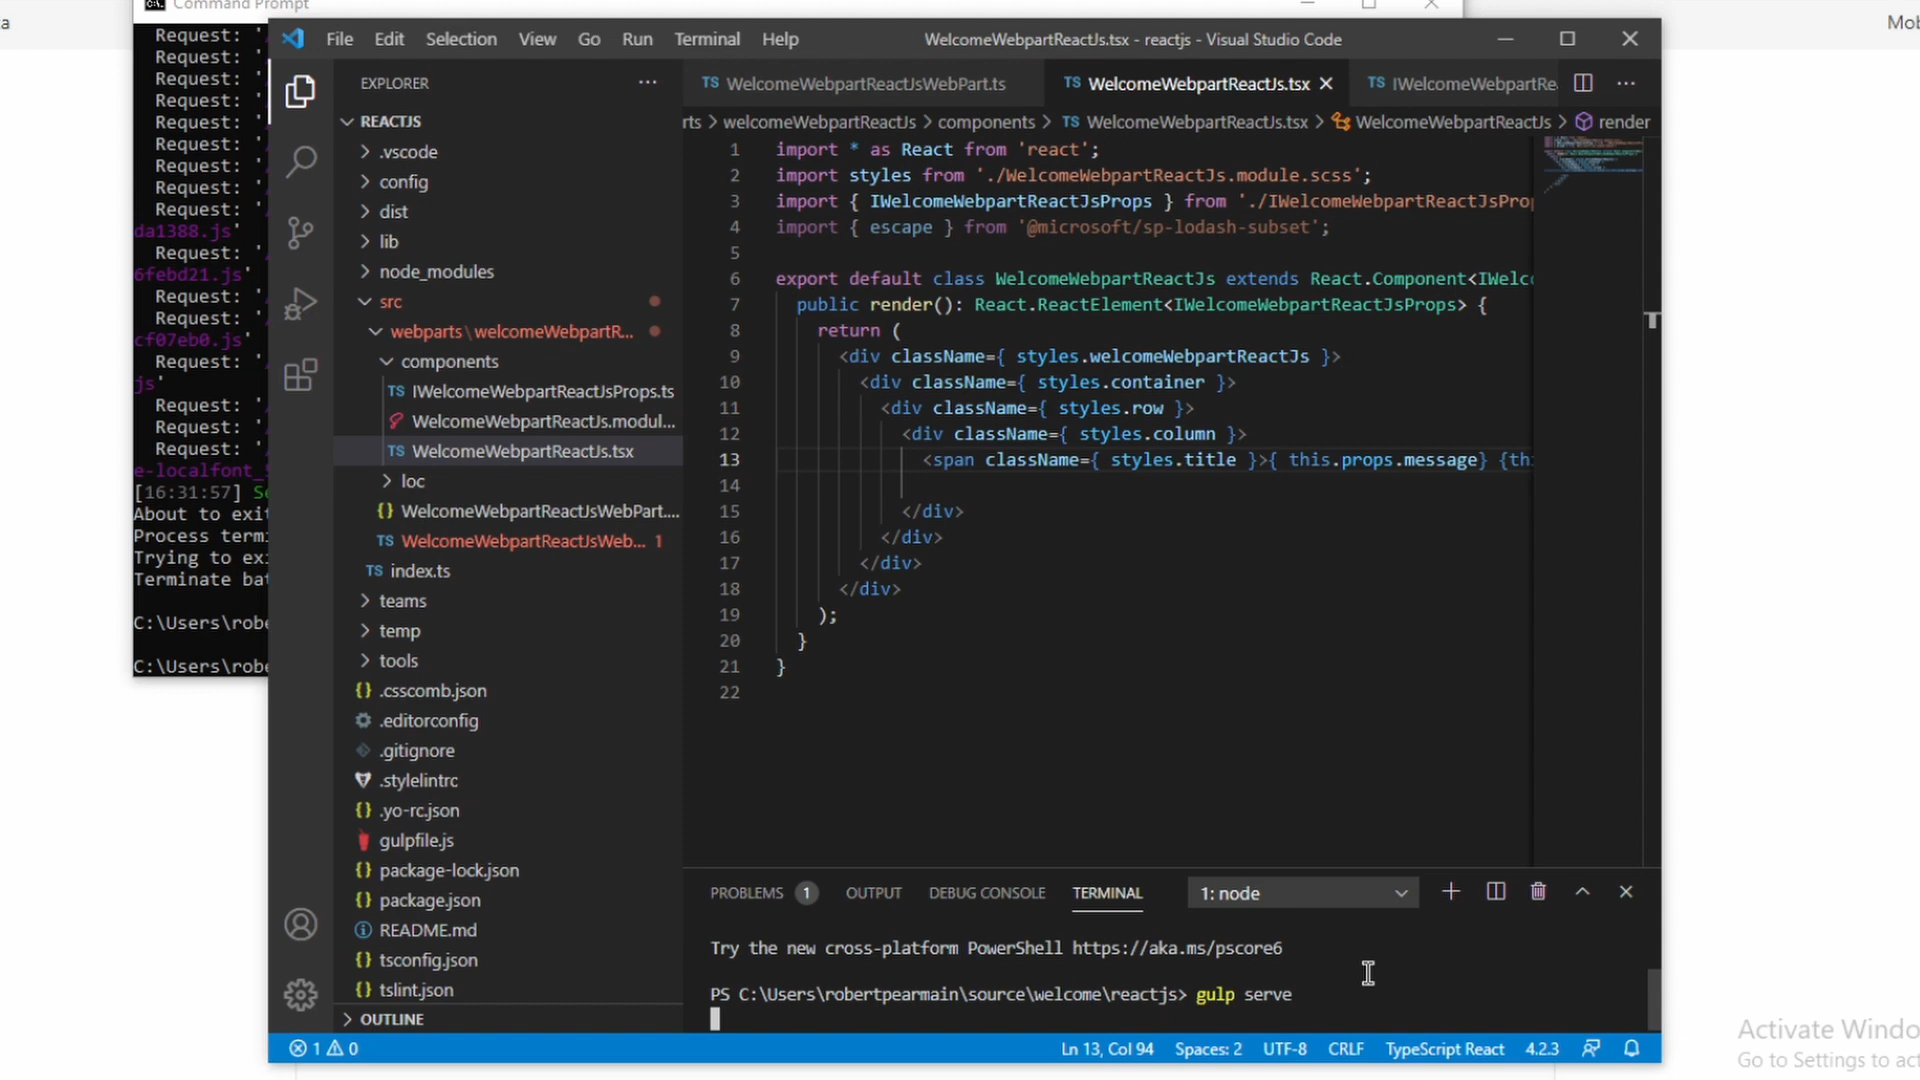 Command Prompt
a
Mob
Request: '
Request: '
Request: '
Request: '
Request: '
Request: '
Request: '
Request: '
Request: '
da1388.js'
Request: '
6febd21.js'
Request: '
Request: '
cf07eb0.js'
Request: '
js'
Request: '
Request: '
Request: '
e-localfont_
[16:31:57] Se
About to exit
Process term
Trying to ex
Terminate bat
C:\Users\robe
C:\Users\robe
File Edit Selection View Go Run Terminal Help WelcomeWebpartReactJs.tsx - reactjs - Visual Studio Code
EXPLORER ···
REACTJS
.vscode
config
dist
lib
node_modules
src
webparts\welcomeWebpartR...
components
TS IWelcomeWebpartReactJsProps.ts
WelcomeWebpartReactJs.modul...
TS WelcomeWebpartReactJs.tsx
loc
{} WelcomeWebpartReactJsWebPart....
TS WelcomeWebpartReactJsWeb... 1
TS index.ts
teams
temp
tools
{} .csscomb.json
.editorconfig
.gitignore
.stylelintrc
{} .yo-rc.json
gulpfile.js
{} package-lock.json
{} package.json
README.md
{} tsconfig.json
{} tslint.json
OUTLINE
TS WelcomeWebpartReactJsWebPart.ts TS WelcomeWebpartReactJs.tsx TS IWelcomeWebpartRe
rts > welcomeWebpartReactJs > components > TS WelcomeWebpartReactJs.tsx > WelcomeWebpartReactJs > render
1 import * as React from 'react';
2 import styles from './WelcomeWebpartReactJs.module.scss';
3 import { IWelcomeWebpartReactJsProps } from './IWelcomeWebpartReactJsProp
4 import { escape } from '@microsoft/sp-lodash-subset';
5
6 export default class WelcomeWebpartReactJs extends React.Component<IWelco
7 public render(): React.ReactElement<IWelcomeWebpartReactJsProps> {
8 return (
9 <div className={ styles.welcomeWebpartReactJs }>
10 <div className={ styles.container }>
11 <div className={ styles.row }>
12 <div className={ styles.column }>
13 <span className={ styles.title }>{ this.props.message} {thi
14
15 </div>
16 </div>
17 </div>
18 </div>
19 );
20 }
21 }
22
PROBLEMS 1 OUTPUT DEBUG CONSOLE TERMINAL 1: node
Try the new cross-platform PowerShell https://aka.ms/pscore6
PS C:\Users\robertpearmain\source\welcome\reactjs> gulp serve
1 0 Ln 13, Col 94 Spaces: 2 UTF-8 CRLF TypeScript React 4.2.3
Activate Windo
Go to Settings to act